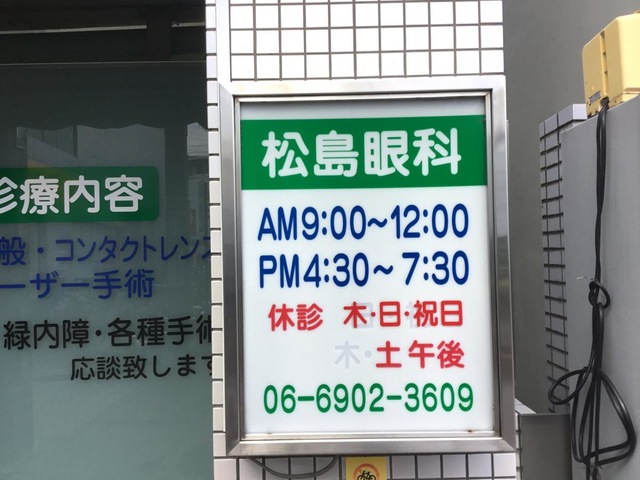 松島眼科
AM9:00~12:00
PM4:30~7:30
休診 木・日・祝日
木・土午後
06-6902-3609
診療内容
般・コンタクトレンズ
ーザー手術
緑内障・各種手術
応談致します